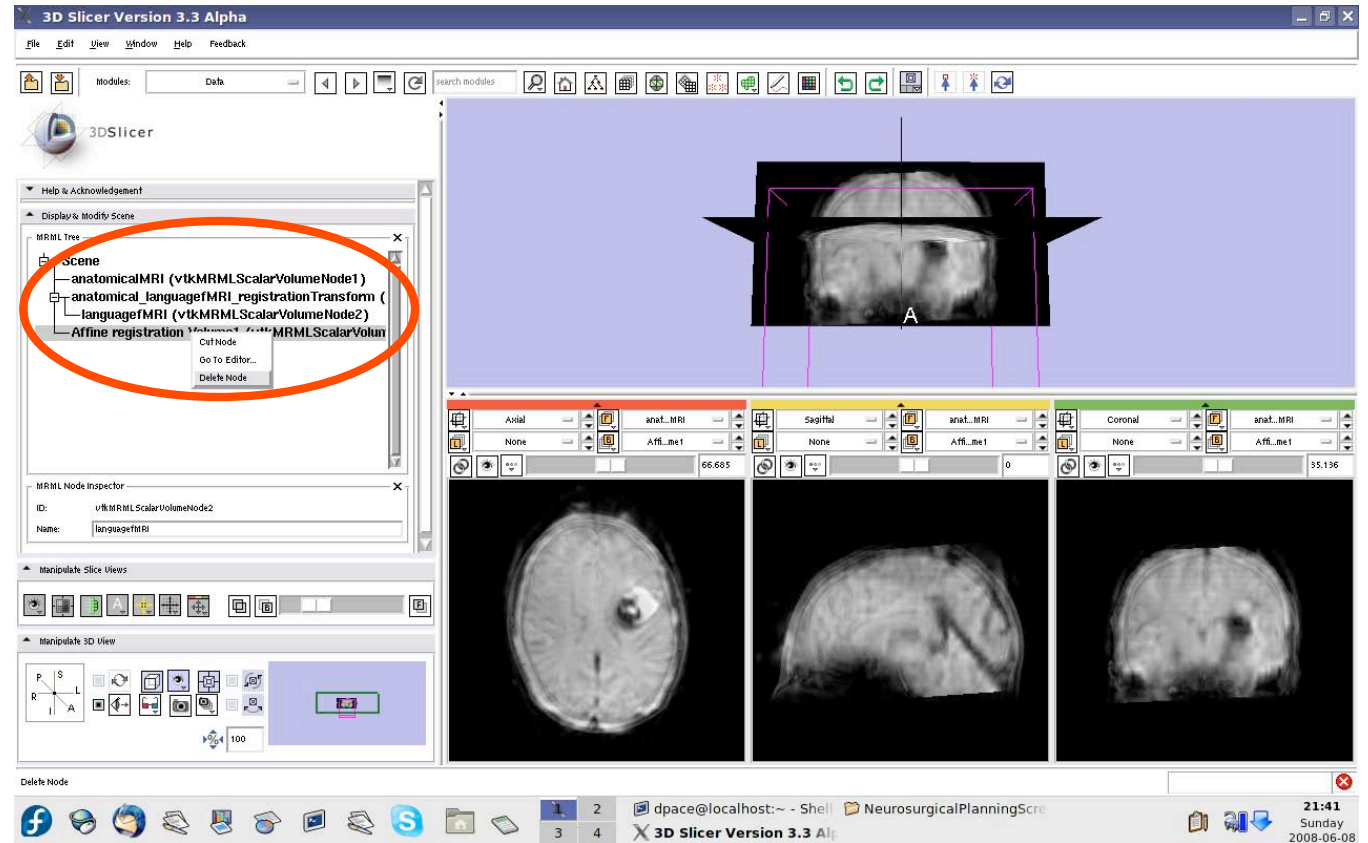 3D Slicer Version 3.3 Alpha
File Edit View Window Help Feedback
Modules: Data search modules
3DSlicer
Help & Acknowledgement
Display & Modify Scene
MRML Tree
Scene
anatomicalMRI (vtkMRMLScalarVolumeNode1)
anatomical_languagefMRI_registrationTransform (
languagefMRI (vtkMRMLScalarVolumeNode2)
Affine registration Volume1 (vtkMRMLScalarVolun
Cut Node
Go To Editor...
Delete Node
MRML Node Inspector
ID: vtkMRMLScalarVolumeNode2
Name: languagefMRI
Manipulate Slice Views
Manipulate 3D View
P S
R L
I A
100
A
Axial anat...MRI
None Affi...me1
66.685
Sagittal anat...MRI
None Affi...me1
0
Coronal anat...MRI
None Affi...me1
35.136
Delete Node
1 2
3 4
dpace@localhost:~ - Shell
NeurosurgicalPlanningScre
3D Slicer Version 3.3 Al
21:41
Sunday
2008-06-08